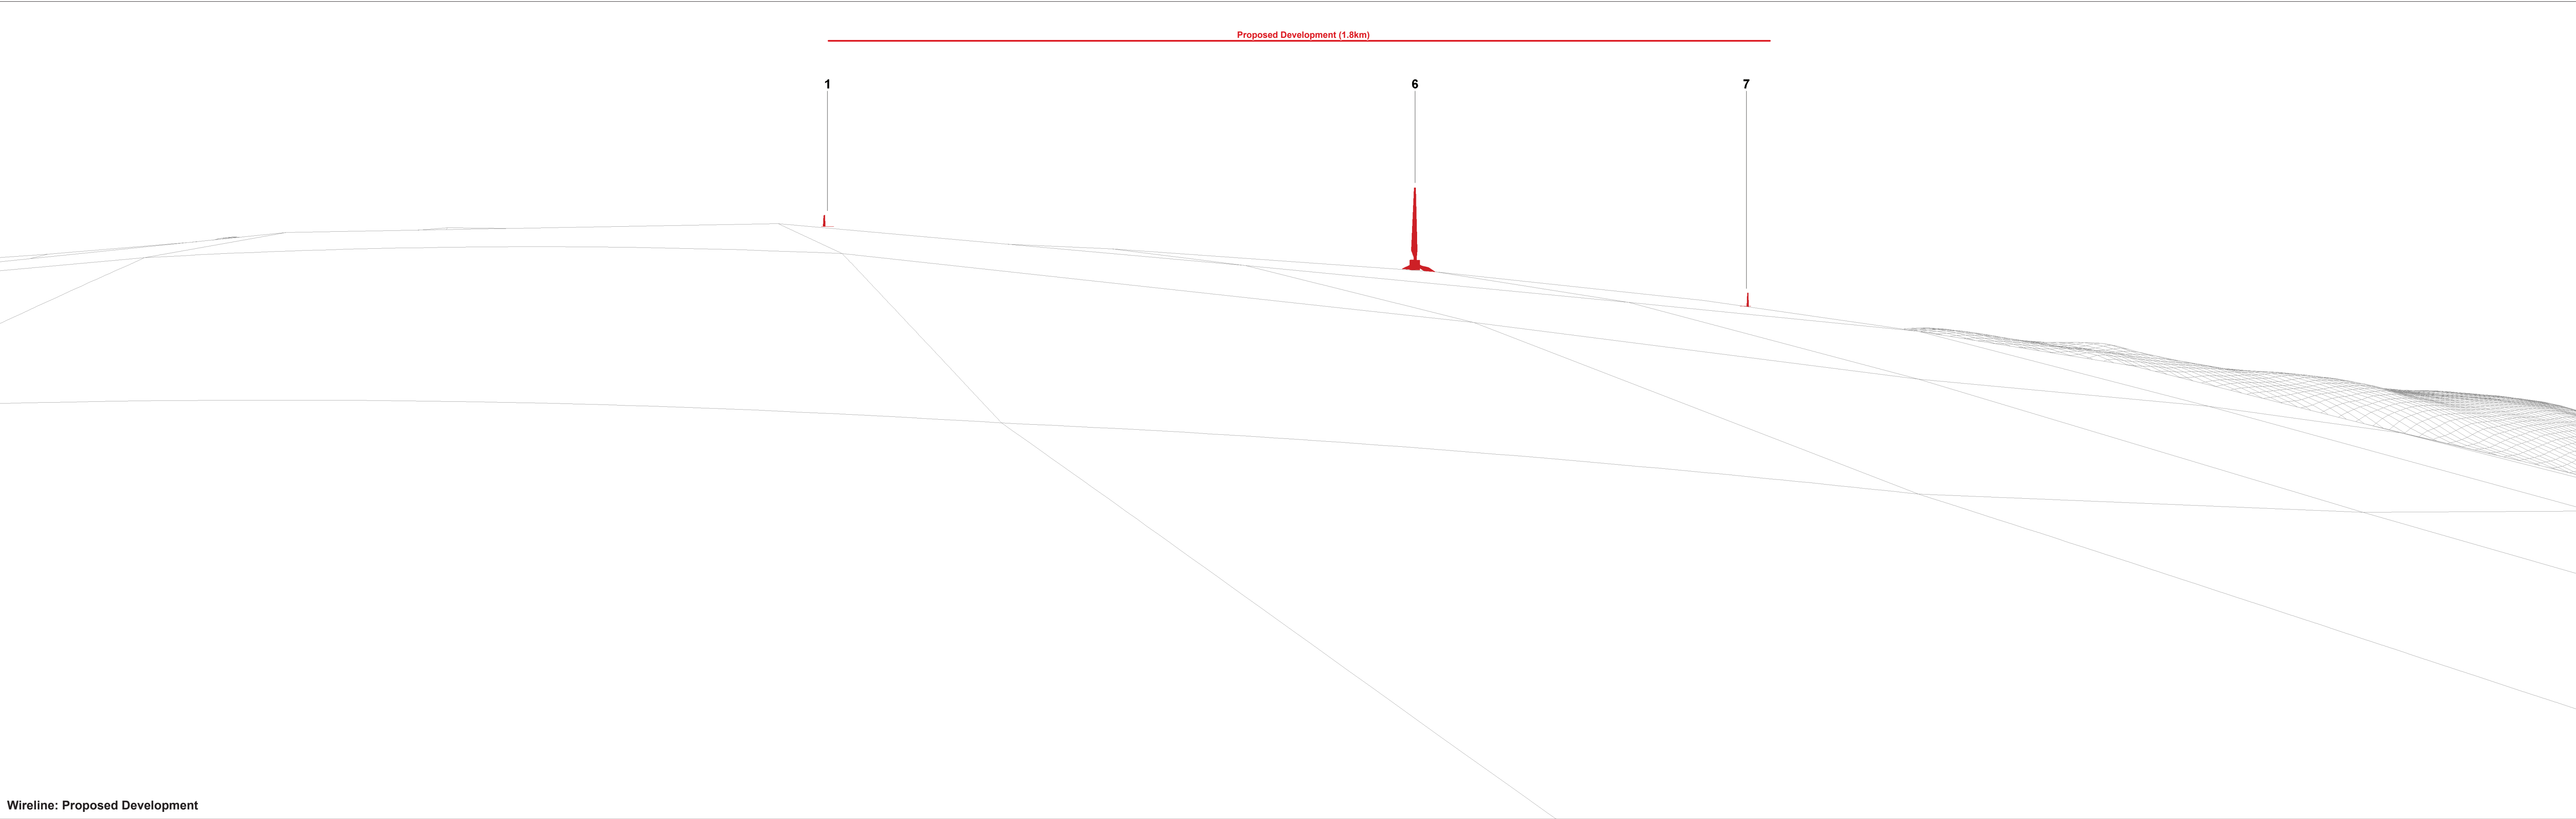 Proposed Development (1.8km)
1 6 7
Wireline: Proposed Development